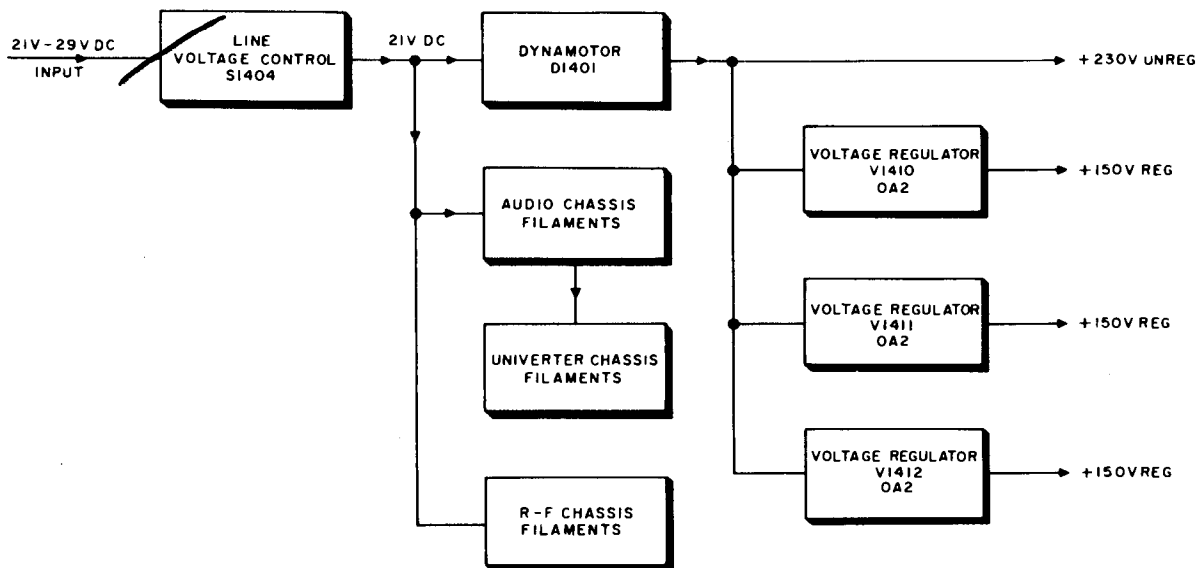 21V-29V DC
INPUT
LINE
VOLTAGE CONTROL
S1404
21V DC
DYNAMOTOR
D1401
+230V UNREG
VOLTAGE REGULATOR
V1410
OA2
+150V REG
AUDIO CHASSIS
FILAMENTS
VOLTAGE REGULATOR
V1411
OA2
+150V REG
UNIVERTER CHASSIS
FILAMENTS
VOLTAGE REGULATOR
V1412
OA2
+150V REG
R-F CHASSIS
FILAMENTS